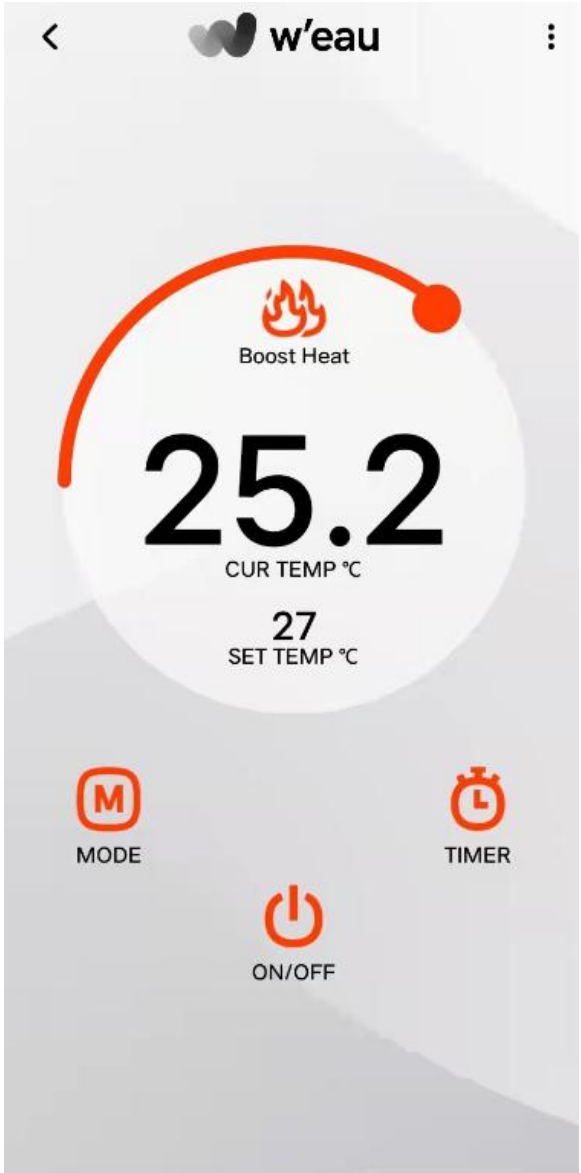 w'eau
Boost Heat
25.2
CUR TEMP °C
27
SET TEMP °C
M
MODE
TIMER
ON/OFF